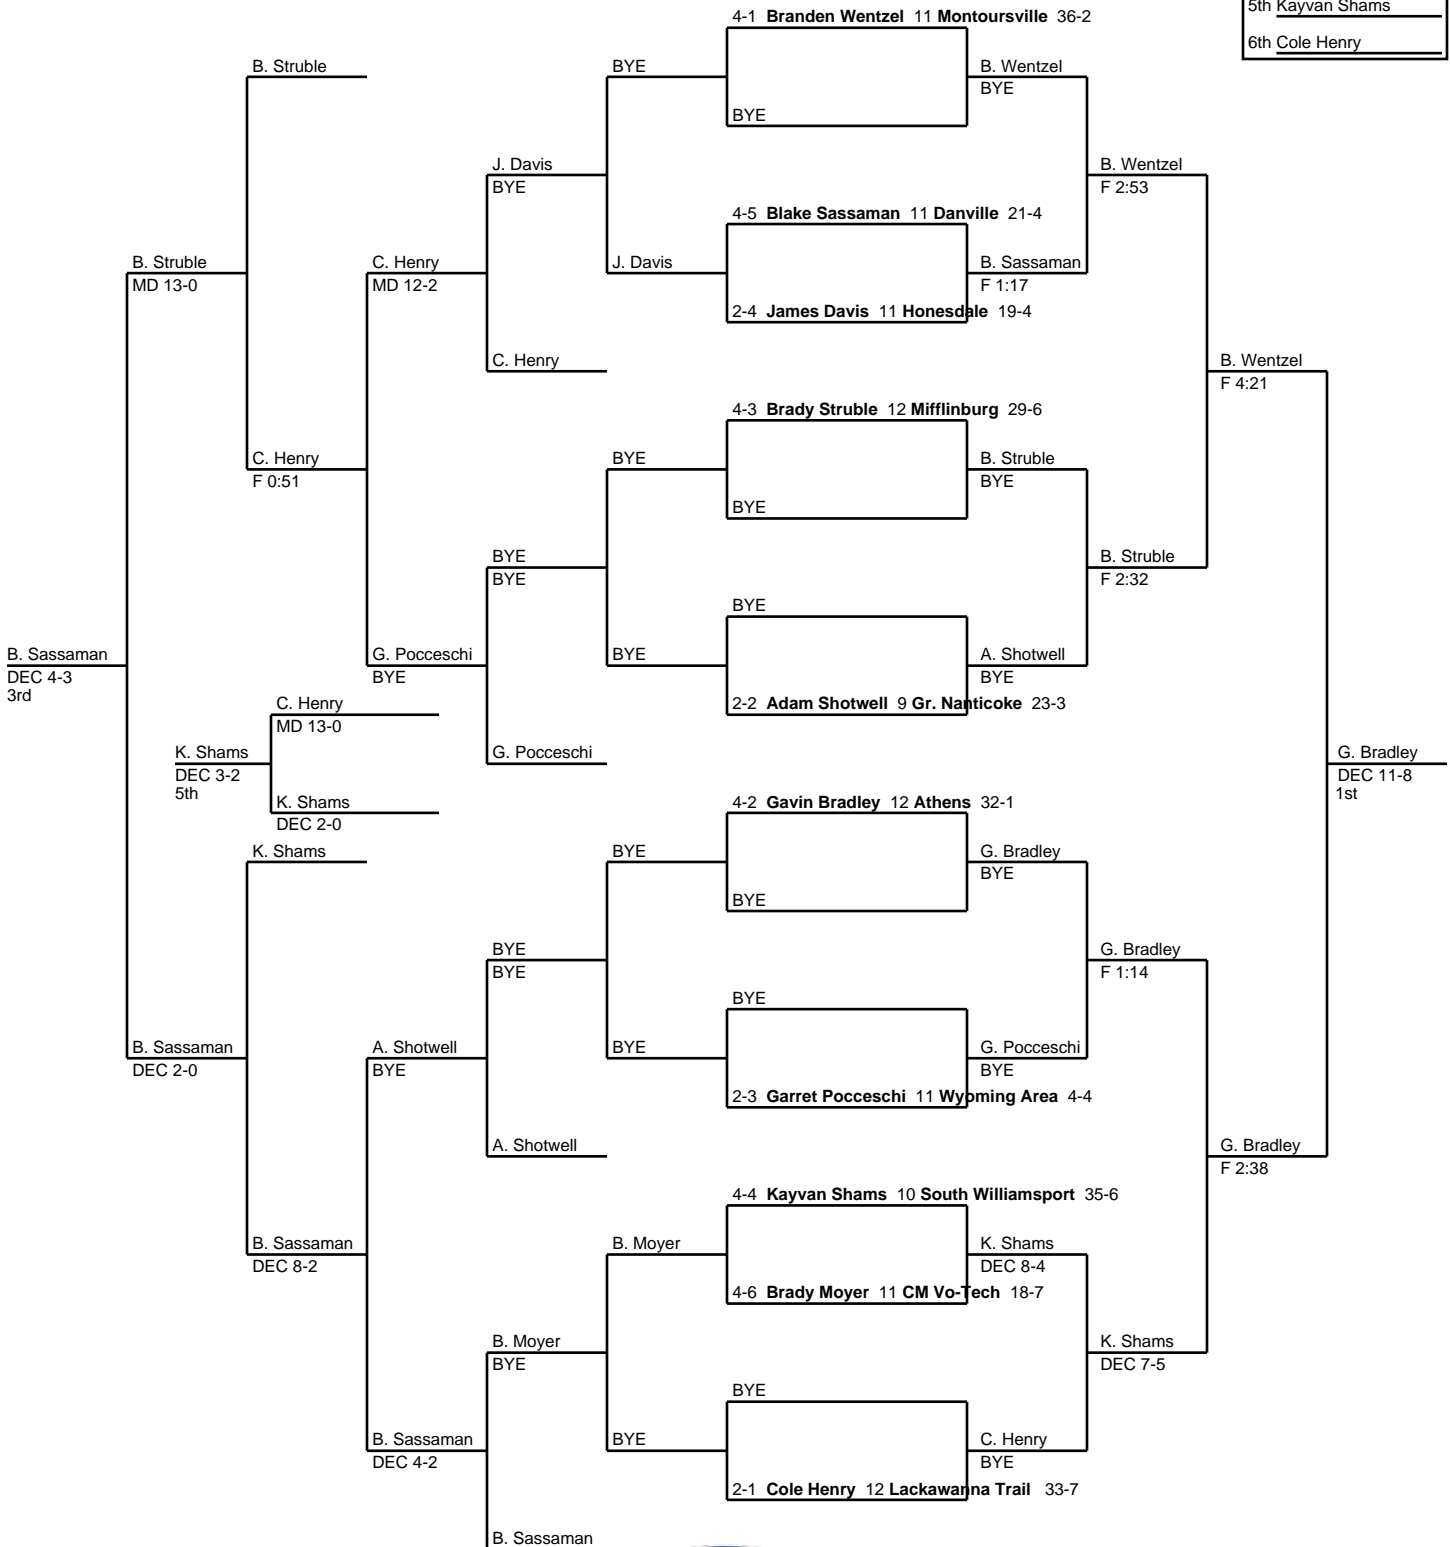 5th Kayvan Shams
4-1 Branden Wentzel 11 Montoursville 36-2
6th Cole Henry
B. Struble
BYE
B. Wentzel
BYE
BYE
J. Davis
BYE
B. Wentzel
F 2:53
4-5 Blake Sassaman 11 Danville 21-4
B. Struble
MD 13-0
C. Henry
MD 12-2
J. Davis
B. Sassaman
F 1:17
2-4 James Davis 11 Honesdale 19-4
C. Henry
B. Wentzel
F 4:21
4-3 Brady Struble 12 Mifflinburg 29-6
C. Henry
F 0:51
BYE
B. Struble
BYE
BYE
BYE
BYE
B. Struble
F 2:32
BYE
B. Sassaman
DEC 4-3
3rd
G. Pocceschi
BYE
BYE
A. Shotwell
BYE
C. Henry
MD 13-0
2-2 Adam Shotwell 9 Gr. Nanticoke 23-3
K. Shams
DEC 3-2
5th
G. Pocceschi
G. Bradley
DEC 11-8
1st
K. Shams
DEC 2-0
4-2 Gavin Bradley 12 Athens 32-1
K. Shams
BYE
G. Bradley
BYE
BYE
BYE
BYE
G. Bradley
F 1:14
BYE
B. Sassaman
DEC 2-0
A. Shotwell
BYE
BYE
G. Pocceschi
BYE
2-3 Garret Pocceschi 11 Wyoming Area 4-4
A. Shotwell
G. Bradley
F 2:38
4-4 Kayvan Shams 10 South Williamsport 35-6
B. Sassaman
DEC 8-2
B. Moyer
K. Shams
DEC 8-4
4-6 Brady Moyer 11 CM Vo-Tech 18-7
B. Moyer
BYE
K. Shams
DEC 7-5
BYE
B. Sassaman
DEC 4-2
BYE
C. Henry
BYE
2-1 Cole Henry 12 Lackawanna Trail 33-7
B. Sassaman